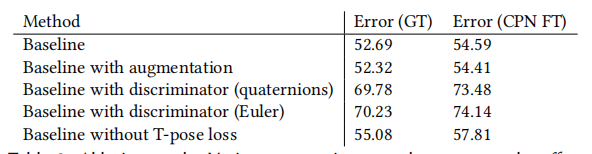 Method Error (GT) Error (CPN FT)
Baseline 52.69 54.59
Baseline with augmentation 52.32 54.41
Baseline with discriminator (quaternions) 69.78 73.48
Baseline with discriminator (Euler) 70.23 74.14
Baseline without T-pose loss 55.08 57.81